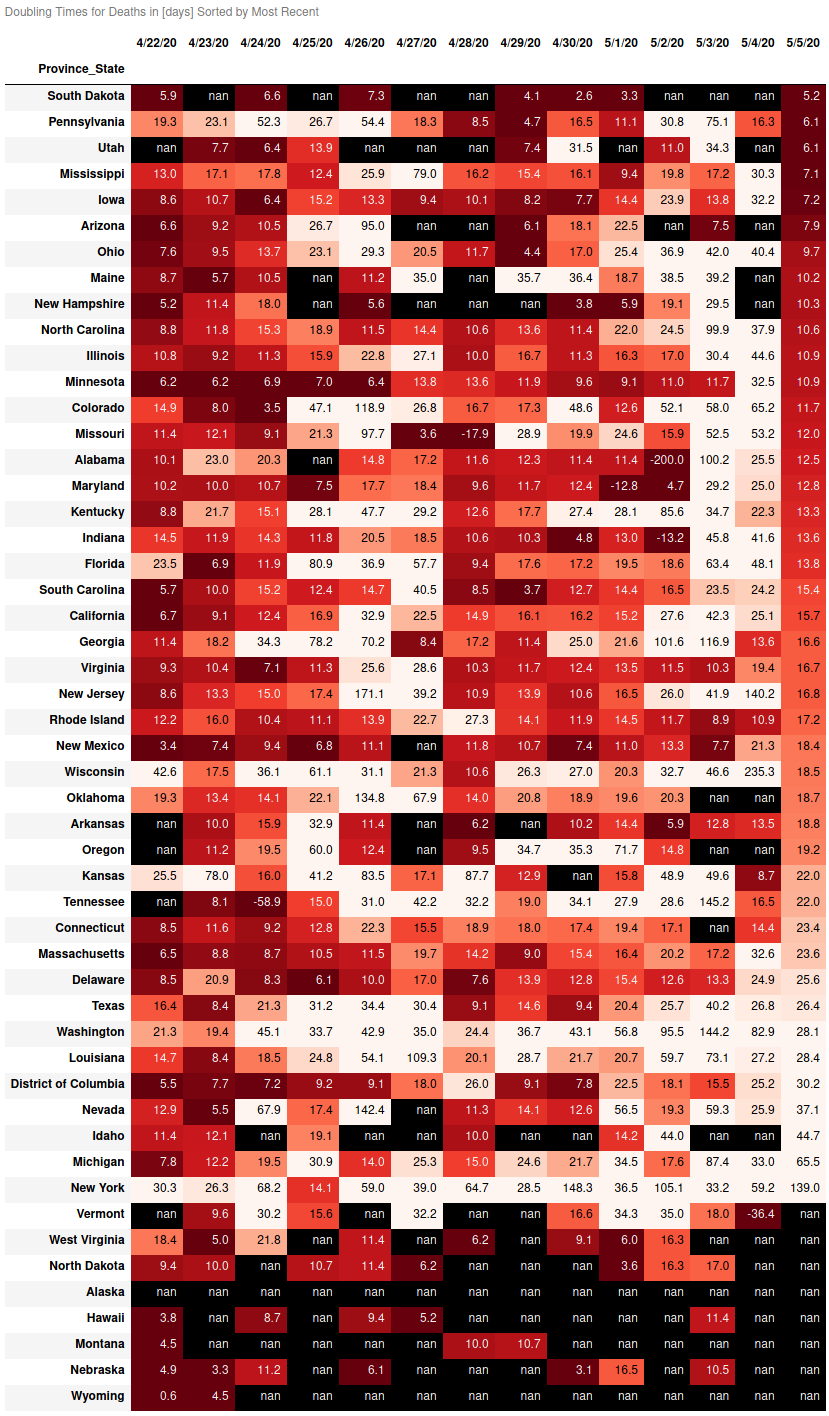 Doubling Times for Deaths in [days] Sorted by Most Recent
4/22/20 4/23/20 4/24/20 4/25/20 4/26/20 4/27/20 4/28/20 4/29/20 4/30/20 5/1/20 5/2/20 5/3/20 5/4/20 5/5/20
Province_State
South Dakota 5.9 nan 6.6 nan 7.3 nan nan 4.1 2.6 3.3 nan nan nan 5.2
Pennsylvania 19.3 23.1 52.3 26.7 54.4 18.3 8.5 4.7 16.5 11.1 30.8 75.1 16.3 6.1
Utah nan 7.7 6.4 13.9 nan nan nan 7.4 31.5 nan 11.0 34.3 nan 6.1
Mississippi 13.0 17.1 17.8 12.4 25.9 79.0 16.2 15.4 16.1 9.4 19.8 17.2 30.3 7.1
Iowa 8.6 10.7 6.4 15.2 13.3 9.4 10.1 8.2 7.7 14.4 23.9 13.8 32.2 7.2
Arizona 6.6 9.2 10.5 26.7 95.0 nan nan 6.1 18.1 22.5 nan 7.5 nan 7.9
Ohio 7.6 9.5 13.7 23.1 29.3 20.5 11.7 4.4 17.0 25.4 36.9 42.0 40.4 9.7
Maine 8.7 5.7 10.5 nan 11.2 35.0 nan 35.7 36.4 18.7 38.5 39.2 nan 10.2
New Hampshire 5.2 11.4 18.0 nan 5.6 nan nan nan 3.8 5.9 19.1 29.5 nan 10.3
North Carolina 8.8 11.8 15.3 18.9 11.5 14.4 10.6 13.6 11.4 22.0 24.5 99.9 37.9 10.6
Illinois 10.8 9.2 11.3 15.9 22.8 27.1 10.0 16.7 11.3 16.3 17.0 30.4 44.6 10.9
Minnesota 6.2 6.2 6.9 7.0 6.4 13.8 13.6 11.9 9.6 9.1 11.0 11.7 32.5 10.9
Colorado 14.9 8.0 3.5 47.1 118.9 26.8 16.7 17.3 48.6 12.6 52.1 58.0 65.2 11.7
Missouri 11.4 12.1 9.1 21.3 97.7 3.6 -17.9 28.9 19.9 24.6 15.9 52.5 53.2 12.0
Alabama 10.1 23.0 20.3 nan 14.8 17.2 11.6 12.3 11.4 11.4 -200.0 100.2 25.5 12.5
Maryland 10.2 10.0 10.7 7.5 17.7 18.4 9.6 11.7 12.4 -12.8 4.7 29.2 25.0 12.8
Kentucky 8.8 21.7 15.1 28.1 47.7 29.2 12.6 17.7 27.4 28.1 85.6 34.7 22.3 13.3
Indiana 14.5 11.9 14.3 11.8 20.5 18.5 10.6 10.3 4.8 13.0 -13.2 45.8 41.6 13.6
Florida 23.5 6.9 11.9 80.9 36.9 57.7 9.4 17.6 17.2 19.5 18.6 63.4 48.1 13.8
South Carolina 5.7 10.0 15.2 12.4 14.7 40.5 8.5 3.7 12.7 14.4 16.5 23.5 24.2 15.4
California 6.7 9.1 12.4 16.9 32.9 22.5 14.9 16.1 16.2 15.2 27.6 42.3 25.1 15.7
Georgia 11.4 18.2 34.3 78.2 70.2 8.4 17.2 11.4 25.0 21.6 101.6 116.9 13.6 16.6
Virginia 9.3 10.4 7.1 11.3 25.6 28.6 10.3 11.7 12.4 13.5 11.5 10.3 19.4 16.7
New Jersey 8.6 13.3 15.0 17.4 171.1 39.2 10.9 13.9 10.6 16.5 26.0 41.9 140.2 16.8
Rhode Island 12.2 16.0 10.4 11.1 13.9 22.7 27.3 14.1 11.9 14.5 11.7 8.9 10.9 17.2
New Mexico 3.4 7.4 9.4 6.8 11.1 nan 11.8 10.7 7.4 11.0 13.3 7.7 21.3 18.4
Wisconsin 42.6 17.5 36.1 61.1 31.1 21.3 10.6 26.3 27.0 20.3 32.7 46.6 235.3 18.5
Oklahoma 19.3 13.4 14.1 22.1 134.8 67.9 14.0 20.8 18.9 19.6 20.3 nan nan 18.7
Arkansas nan 10.0 15.9 32.9 11.4 nan 6.2 nan 10.2 14.4 5.9 12.8 13.5 18.8
Oregon nan 11.2 19.5 60.0 12.4 nan 9.5 34.7 35.3 71.7 14.8 nan nan 19.2
Kansas 25.5 78.0 16.0 41.2 83.5 17.1 87.7 12.9 nan 15.8 48.9 49.6 8.7 22.0
Tennessee nan 8.1 -58.9 15.0 31.0 42.2 32.2 19.0 34.1 27.9 28.6 145.2 16.5 22.0
Connecticut 8.5 11.6 9.2 12.8 22.3 15.5 18.9 18.0 17.4 19.4 17.1 nan 14.4 23.4
Massachusetts 6.5 8.8 8.7 10.5 11.5 19.7 14.2 9.0 15.4 16.4 20.2 17.2 32.6 23.6
Delaware 8.5 20.9 8.3 6.1 10.0 17.0 7.6 13.9 12.8 15.4 12.6 13.3 24.9 25.6
Texas 16.4 8.4 21.3 31.2 34.4 30.4 9.1 14.6 9.4 20.4 25.7 40.2 26.8 26.4
Washington 21.3 19.4 45.1 33.7 42.9 35.0 24.4 36.7 43.1 56.8 95.5 144.2 82.9 28.1
Louisiana 14.7 8.4 18.5 24.8 54.1 109.3 20.1 28.7 21.7 20.7 59.7 73.1 27.2 28.4
District of Columbia 5.5 7.7 7.2 9.2 9.1 18.0 26.0 9.1 7.8 22.5 18.1 15.5 25.2 30.2
Nevada 12.9 5.5 67.9 17.4 142.4 nan 11.3 14.1 12.6 56.5 19.3 59.3 25.9 37.1
Idaho 11.4 12.1 nan 19.1 nan nan 10.0 nan nan 14.2 44.0 nan nan 44.7
Michigan 7.8 12.2 19.5 30.9 14.0 25.3 15.0 24.6 21.7 34.5 17.6 87.4 33.0 65.5
New York 30.3 26.3 68.2 14.1 59.0 39.0 64.7 28.5 148.3 36.5 105.1 33.2 59.2 139.0
Vermont nan 9.6 30.2 15.6 nan 32.2 nan nan 16.6 34.3 35.0 18.0 -36.4 nan
West Virginia 18.4 5.0 21.8 nan 11.4 nan 6.2 nan 9.1 6.0 16.3 nan nan nan
North Dakota 9.4 10.0 nan 10.7 11.4 6.2 nan nan nan 3.6 16.3 17.0 nan nan
Alaska nan nan nan nan nan nan nan nan nan nan nan nan nan nan
Hawaii 3.8 nan 8.7 nan 9.4 5.2 nan nan nan nan nan 11.4 nan nan
Montana 4.5 nan nan nan nan nan 10.0 10.7 nan nan nan nan nan nan
Nebraska 4.9 3.3 11.2 nan 6.1 nan nan nan 3.1 16.5 nan 10.5 nan nan
Wyoming 0.6 4.5 nan nan nan nan nan nan nan nan nan nan nan nan